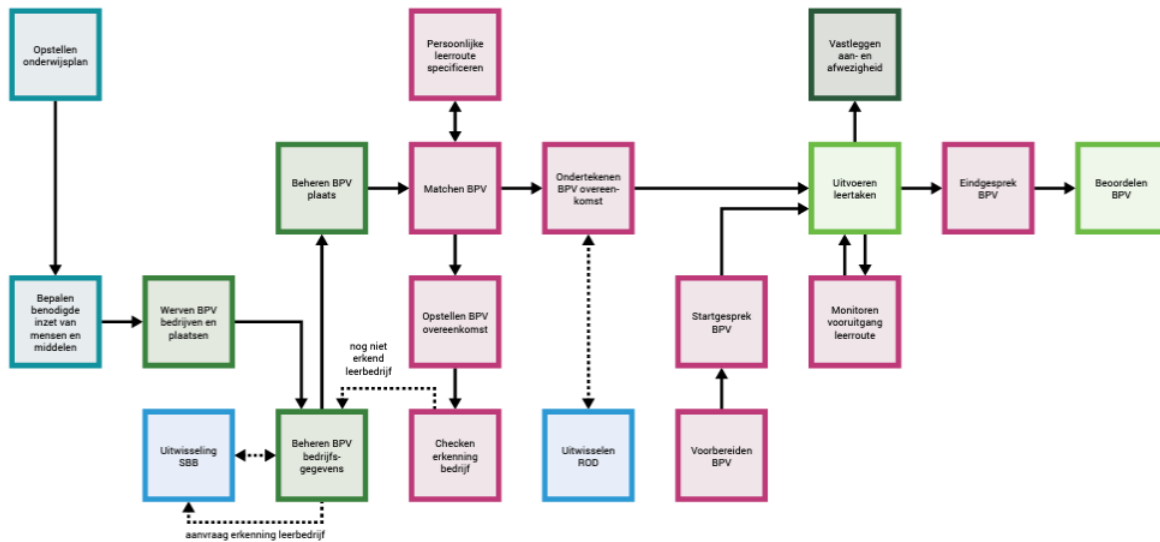 Opstellen
onderwijsplan
Persoonlijke
leerroute
specificeren
Vastleggen
aan- en
afwezigheid
Beheren BPV
plaats
Matchen BPV
Ondertekenen
BPV overeen-
komst
Uitvoeren
leertaken
Eindgesprek
BPV
Beoordelen
BPV
Bepalen
benodigde
inzet van
mensen en
middelen
Werven BPV
bedrijven en
plaatsen
Opstellen BPV
overeenkomst
Startgesprek
BPV
Monitoren
vooruitgang
leerroute
nog niet
erkend
leerbedrijf
Uitwisseling
SBB
Beheren BPV
bedrijfs-
gegevens
Checken
erkenning
bedrijf
Uitwisselen
ROD
Voorbereiden
BPV
aanvraag erkenning leerbedrijf